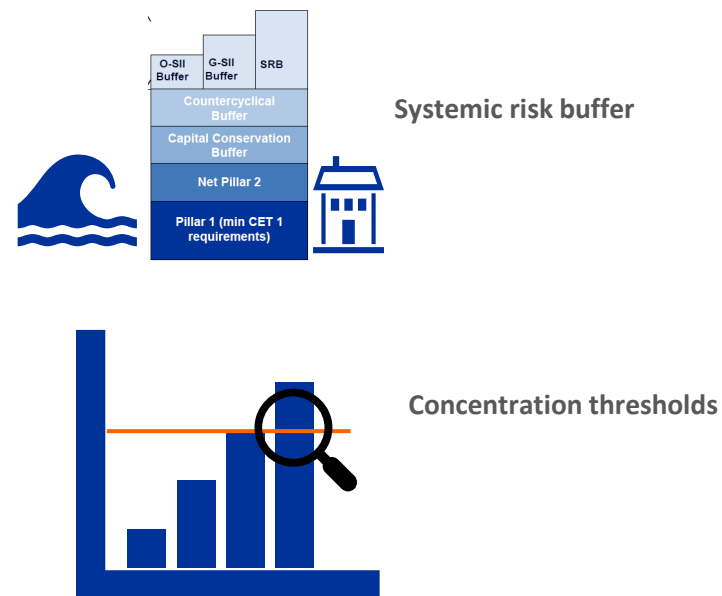 O-SII
Buffer
G-SII
Buffer
SRB
Countercyclical
Buffer
Capital Conservation
Buffer
Net Pillar 2
Pillar 1 (min CET 1
requirements)
Systemic risk buffer
Concentration thresholds